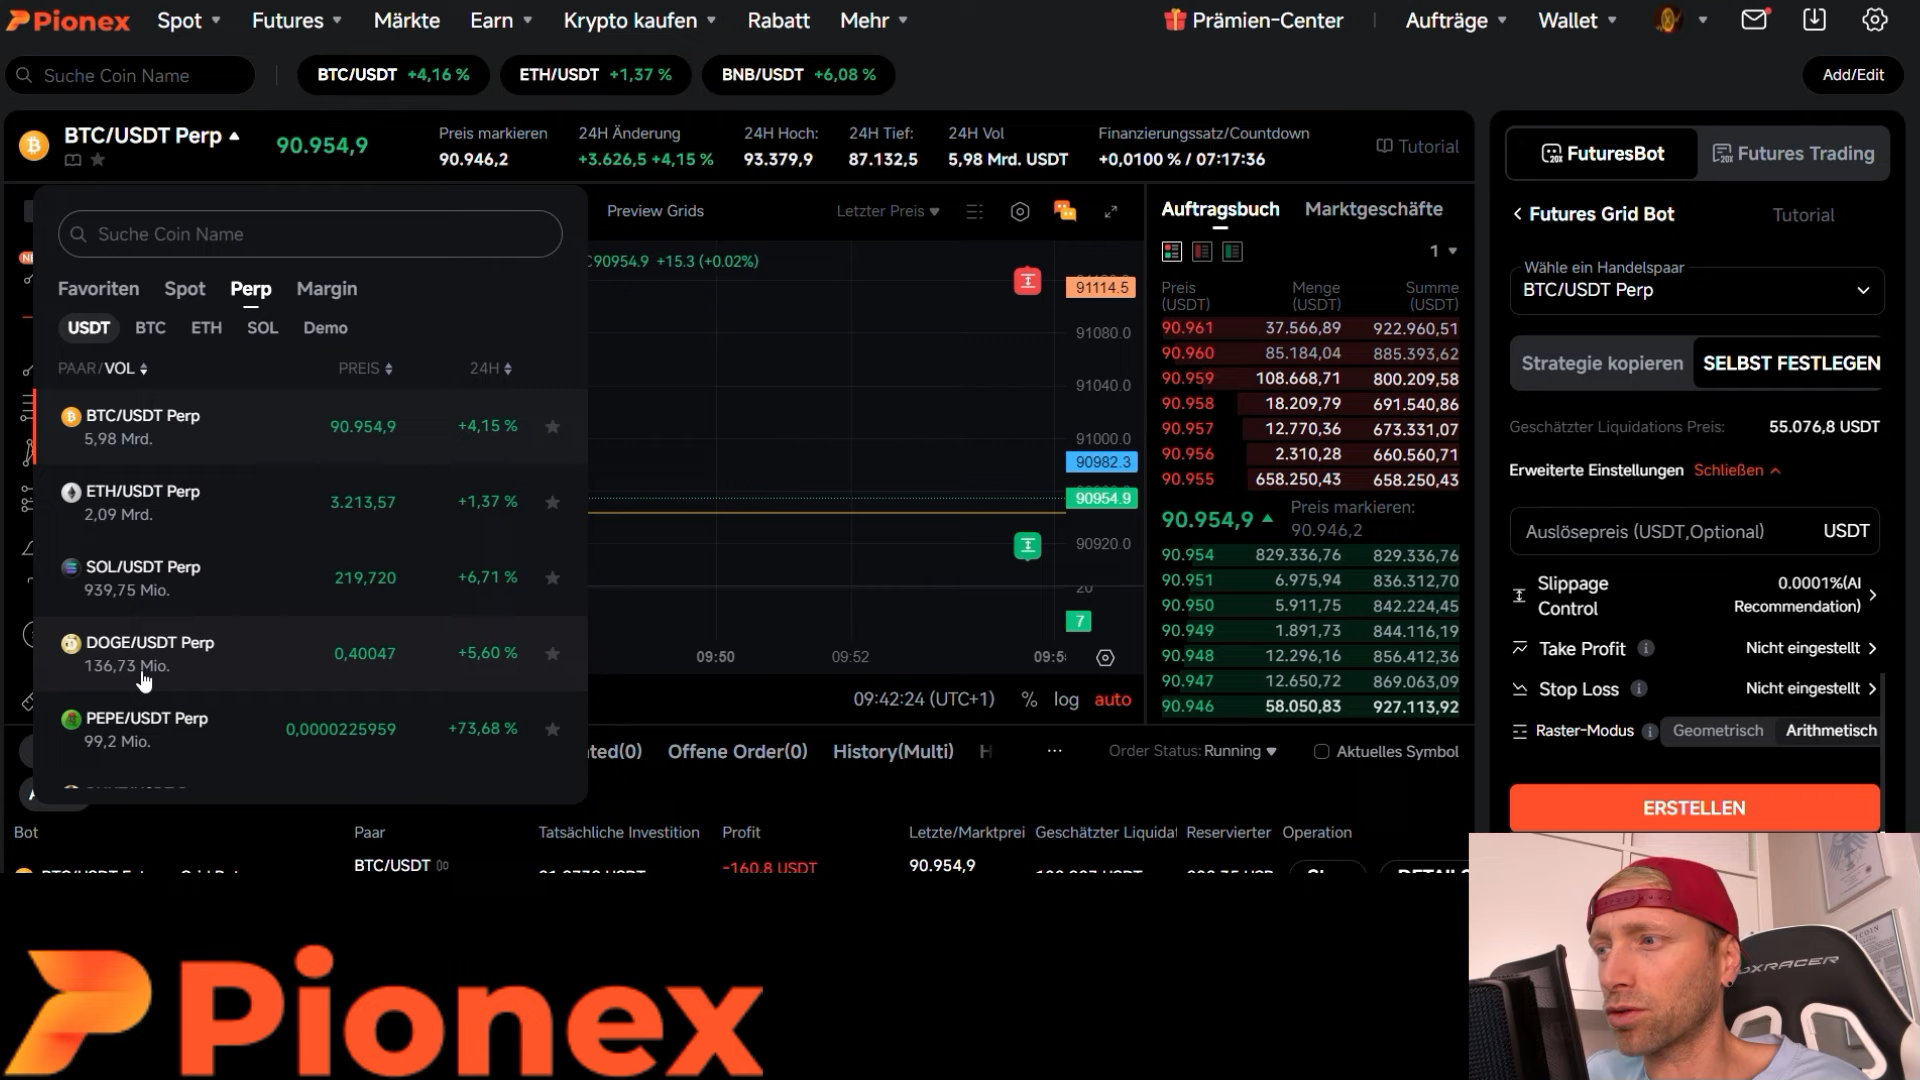 Pionex Spot Futures Märkte Earn Krypto kaufen Rabatt Mehr Prämien-Center Aufträge Wallet
Suche Coin Name BTC/USDT +4,16 % ETH/USDT +1,37 % BNB/USDT +6,08 % Add/Edit
BTC/USDT Perp 90.954,9
Preis markieren 24H Änderung 24H Hoch: 24H Tief: 24H Vol Finanzierungssatz/Countdown
90.946,2 +3.626,5 +4,15 % 93.379,9 87.132,5 5,98 Mrd. USDT +0,0100 % / 07:17:36
Tutorial
Suche Coin Name
Favoriten Spot Perp Margin
USDT BTC ETH SOL Demo
PAAR/VOL PREIS 24H
BTC/USDT Perp 90.954,9 +4,15 %
5,98 Mrd.
ETH/USDT Perp 3.213,57 +1,37 %
2,09 Mrd.
SOL/USDT Perp 219,720 +6,71 %
939,75 Mio.
DOGE/USDT Perp 0,40047 +5,60 %
136,73 Mio.
PEPE/USDT Perp 0,0000225959 +73,68 %
99,2 Mio.
Preview Grids Letzter Preis
C90954.9 +15.3 (+0.02%)
91114.5
91080.0
91040.0
91000.0
90982.3
90954.9
90920.0
20
7
09:50 09:52
09:42:24 (UTC+1) % log auto
Auftragsbuch Marktgeschäfte
1
Preis Menge Summe
(USDT) (USDT) (USDT)
90.961 37.566,89 922.960,51
90.960 85.184,04 885.393,62
90.959 108.668,71 800.209,58
90.958 18.209,79 691.540,86
90.957 12.770,36 673.331,07
90.956 2.310,28 660.560,71
90.955 658.250,43 658.250,43
90.954,9 Preis markieren:
90.946,2
90.954 829.336,76 829.336,76
90.951 6.975,94 836.312,70
90.950 5.911,75 842.224,45
90.949 1.891,73 844.116,19
90.948 12.296,16 856.412,36
90.947 12.650,72 869.063,09
90.946 58.050,83 927.113,92
FuturesBot Futures Trading
Futures Grid Bot Tutorial
Wähle ein Handelspaar
BTC/USDT Perp
Strategie kopieren SELBST FESTLEGEN
Geschätzter Liquidations Preis: 55.076,8 USDT
Erweiterte Einstellungen Schließen
Auslösepreis (USDT,Optional) USDT
Slippage Control 0.0001%(AI Recommendation)
Take Profit Nicht eingestellt
Stop Loss Nicht eingestellt
Raster-Modus Geometrisch Arithmetisch
ERSTELLEN
ted(0) Offene Order(0) History(Multi) H ... Order Status: Running Aktuelles Symbol
Bot Paar Tatsächliche Investition Profit Letzte/Marktprei Geschätzter Liquidat Reservierter Operation
BTC/USDT -160.8 USDT 90.954,9
Pionex